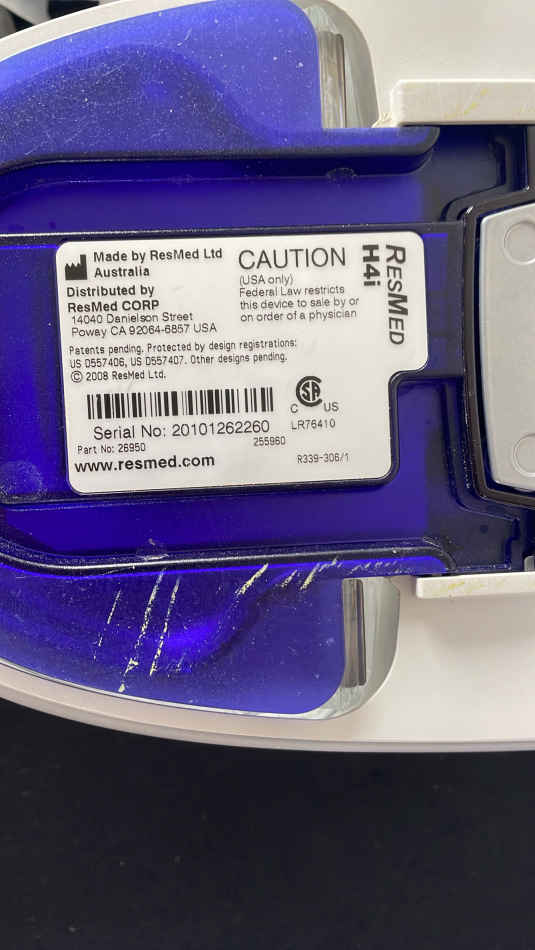 Made by ResMed Ltd
Australia
Distributed by
ResMed CORP
14040 Danielson Street
Poway CA 92064-6857 USA
CAUTION
(USA only)
Federal Law restricts
this device to sale by or
on order of a physician
RESMED
H4i
Patents pending. Protected by design registrations:
US D557406, US D557407. Other designs pending.
© 2008 ResMed Ltd.
Serial No: 20101262260
Part No: 26950
255960
www.resmed.com
SA
C US
LR76410
R339-306/1